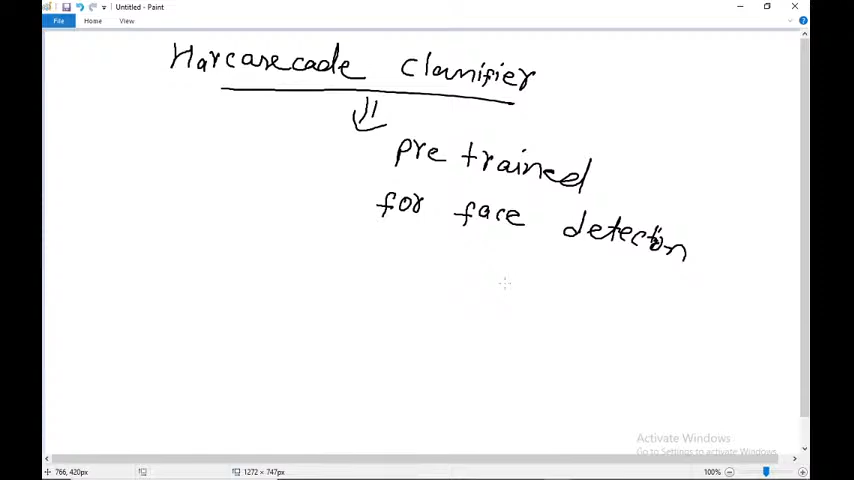 Untitled - Paint
File Home View
Harcasecade Classifier
pre trained
for face detection
Activate Windows
Go to Settings to activate Windows.
766, 420px 1272 × 747px 100%